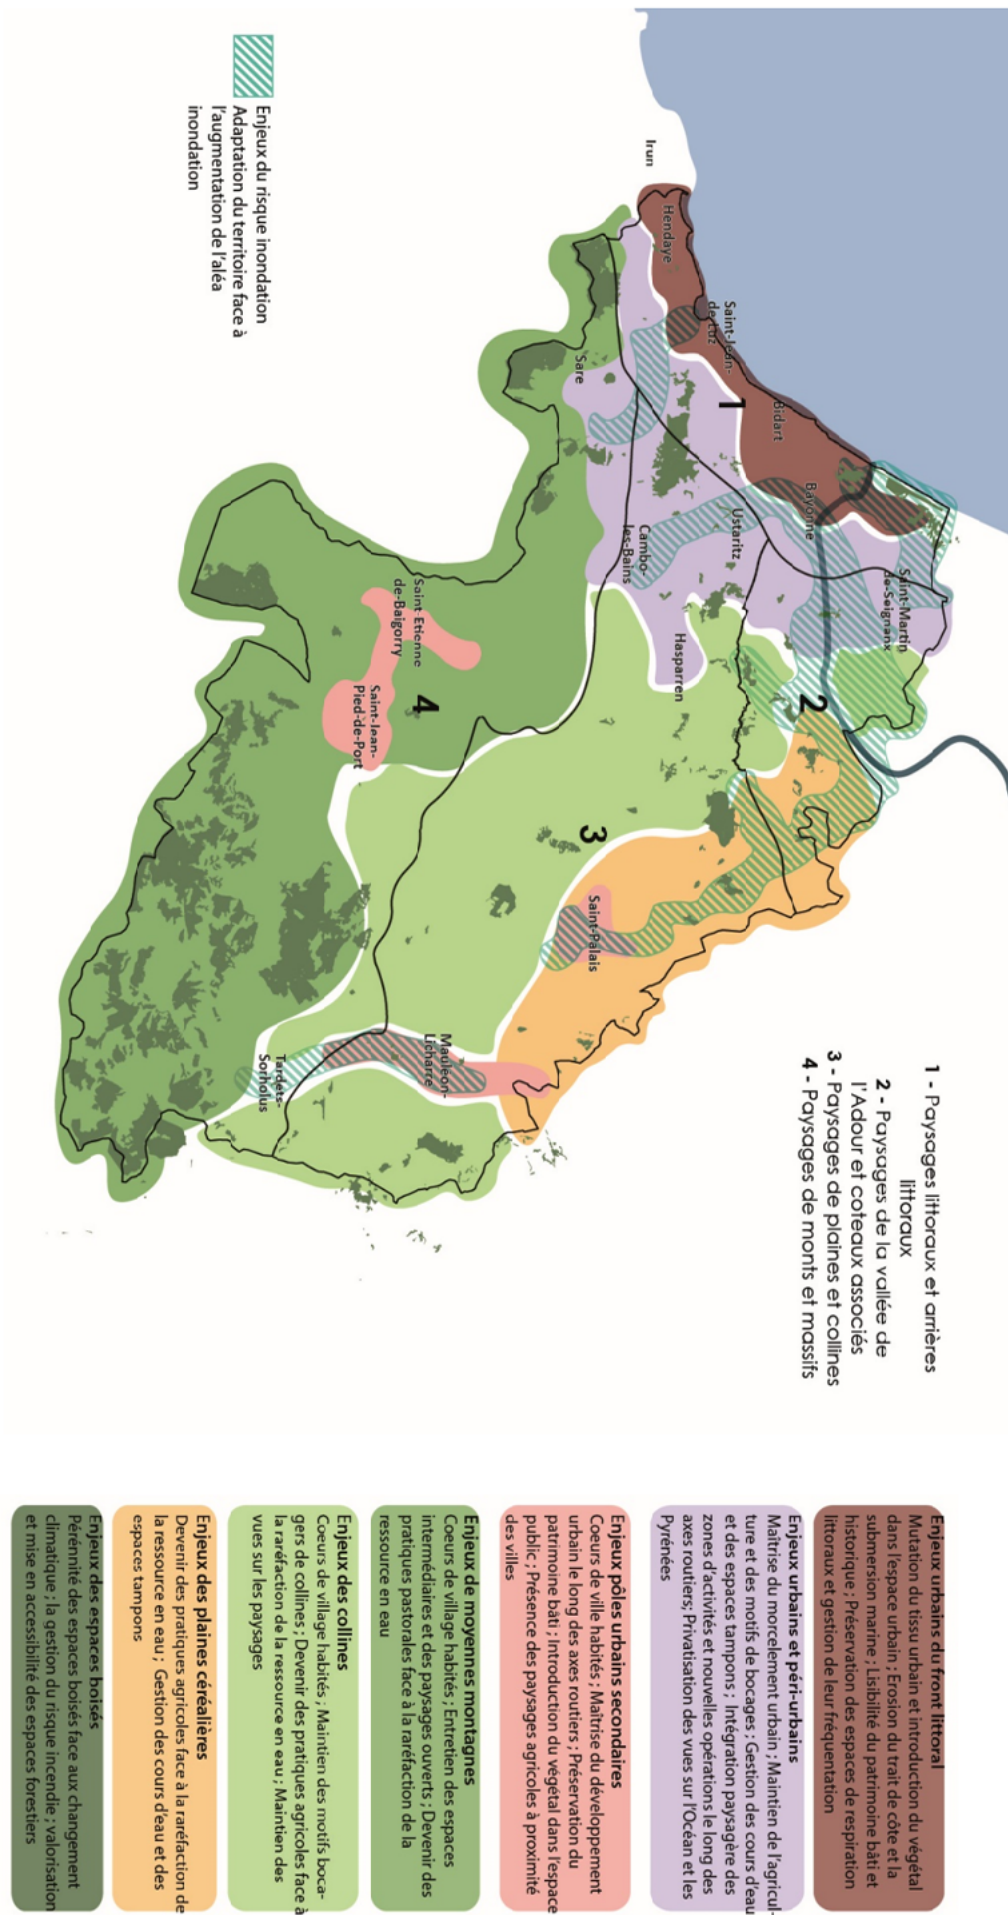 1 - Paysages littoraux et arrières
littoraux
2 - Paysages de la vallée de
l'Adour et coteaux associés
3 - Paysages de plaines et collines
4 - Paysages de monts et massifs
Saint-Martin
de-Seignanx
Bayonne
Bidart
Saint-Jean-
de-Luz
Hendaye
Irun
1
2
Ustaritz
Cambo-
les-Bains
Hasparren
Sare
3
Saint-Palais
4
Saint-Etienne
de-Baigorry
Saint-Jean-
Pied-de-Port
Mauléon-
Licharre
Tardets-
Sorholus
Enjeux du risque inondation
Adaptation du territoire face à
l'augmentation de l'aléa
inondation
Enjeux urbains du front littoral
Mutation du tissu urbain et introduction du végétal
dans l'espace urbain ; Erosion du trait de côte et la
submersion marine ; Lisibilité du patrimoine bâti et
historique ; Préservation des espaces de respiration
littoraux et gestion de leur fréquentation
Enjeux urbains et péri-urbains
Maitrise du morcelement urbain ; Maintien de l'agricul-
ture et des motifs de bocages ; Gestion des cours d'eau
et des espaces tampons ; Intégration paysagère des
zones d'activités et nouvelles opérations le long des
axes routiers; Privatisation des vues sur l'Océan et les
Pyrénées
Enjeux pôles urbains secondaires
Coeurs de ville habités ; Maitrise du développement
urbain le long des axes routiers ; Préservation du
patrimoine bâti ; Introduction du végétal dans l'espace
public ; Présence des paysages agricoles à proximité
des villes
Enjeux de moyennes montagnes
Coeurs de village habités ; Entretien des espaces
intermédiaires et des paysages ouverts ; Devenir des
pratiques pastorales face à la raréfaction de la
ressource en eau
Enjeux des collines
Coeurs de village habités ; Maintien des motifs boca-
gers de collines ; Devenir des pratiques agricoles face à
la raréfaction de la ressource en eau ; Maintien des
vues sur les paysages
Enjeux des plaines céréalières
Devenir des pratiques agricoles face à la raréfaction de
la ressource en eau ; Gestion des cours d'eau et des
espaces tampons
Enjeux des espaces boisés
Pérénnité des espaces boisés face aux changement
climatique ; la gestion du risque incendie ; valorisation
et mise en accessibilité des espaces forestiers